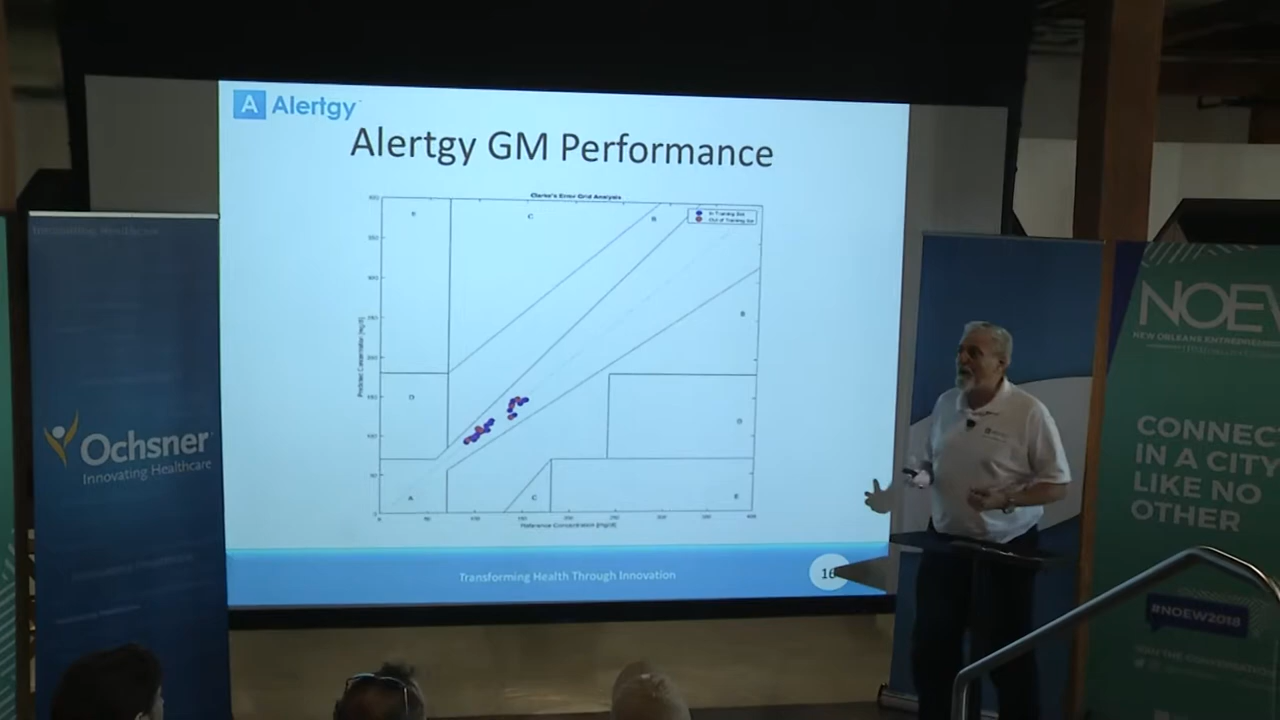 A Alertgy
Alertgy GM Performance
Clarke's Error Grid Analysis
In Training Set
Out of Training Set
E
C
B
B
D
D
A
C
E
Predicted Concentration [mg/dl]
Reference Concentration [mg/dl]
Transforming Health Through Innovation
16
Ochsner
Innovating Healthcare
NOEW
NEW ORLEANS ENTREPRENEUR
CONNECT
IN A CITY
LIKE NO
OTHER
#NOEW2018